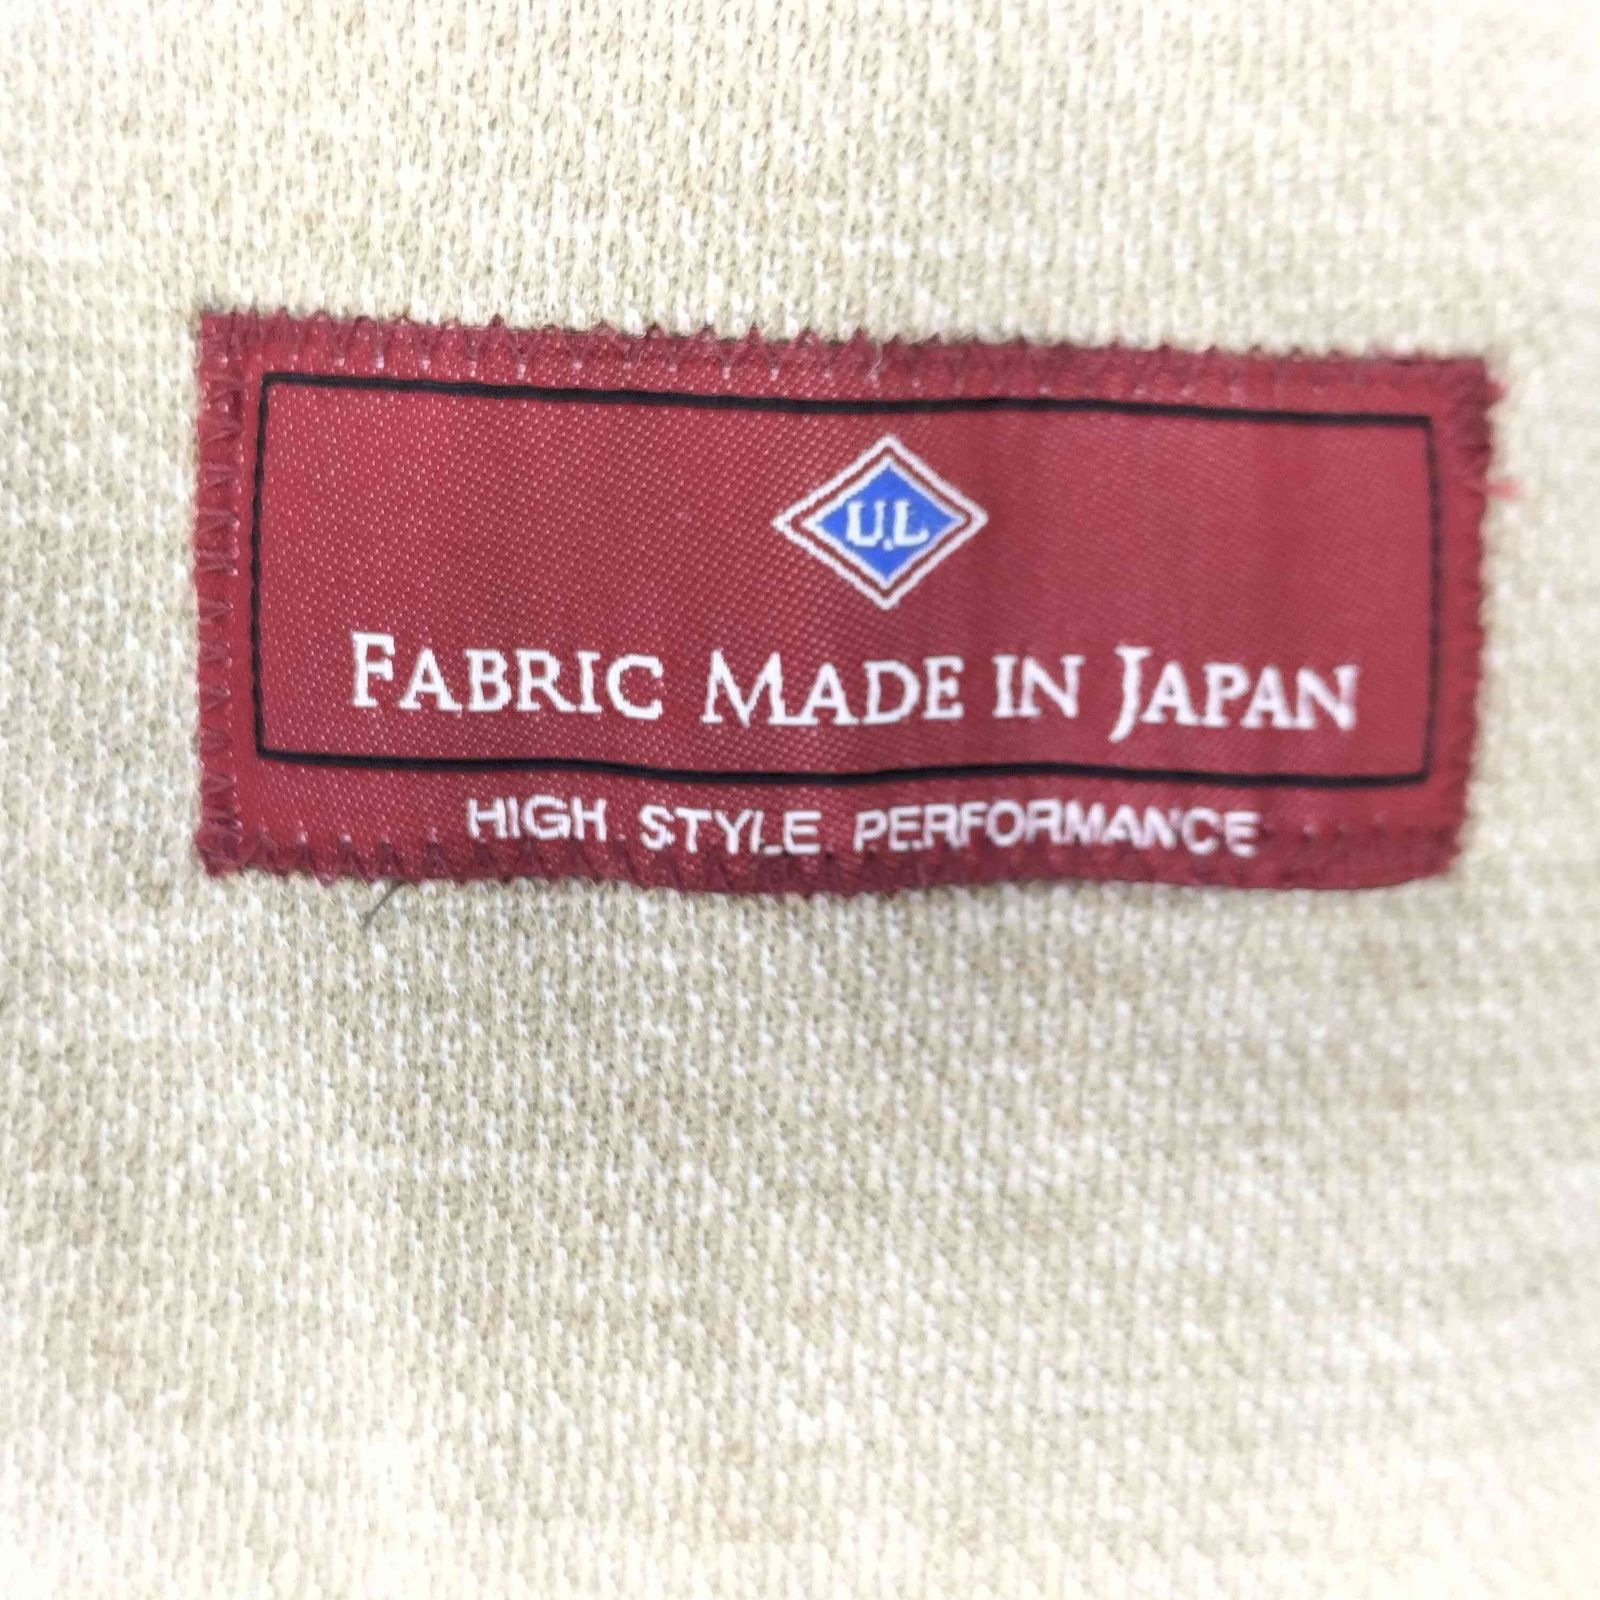 U.L
FABRIC MADE IN JAPAN
HIGH STYLE PERFORMANCE